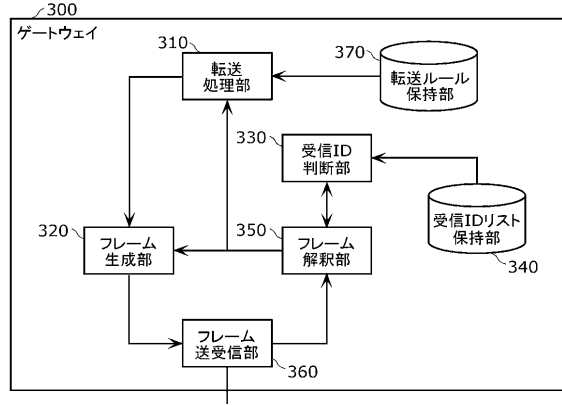 300
ゲートウェイ
310
転送
処理部
370
転送ルール
保持部
330
受信ID
判断部
受信IDリスト
保持部
340
320
フレーム
生成部
350
フレーム
解釈部
フレーム
送受信部
360